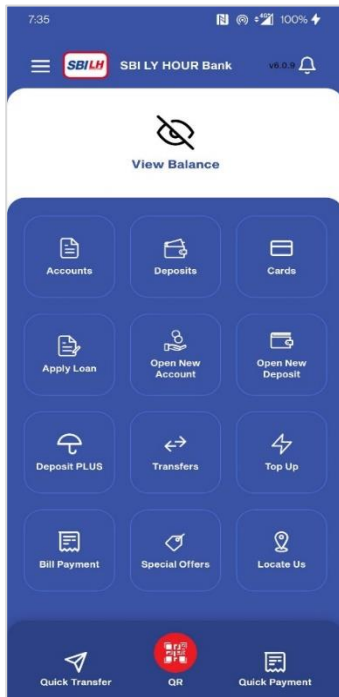 7:35
100%
SBILH
SBI LY HOUR Bank
v6.0.9
View Balance
Accounts
Deposits
Cards
Apply Loan
Open New
Account
Open New
Deposit
Deposit PLUS
Transfers
Top Up
Bill Payment
Special Offers
Locate Us
Quick Transfer
QR
Quick Payment